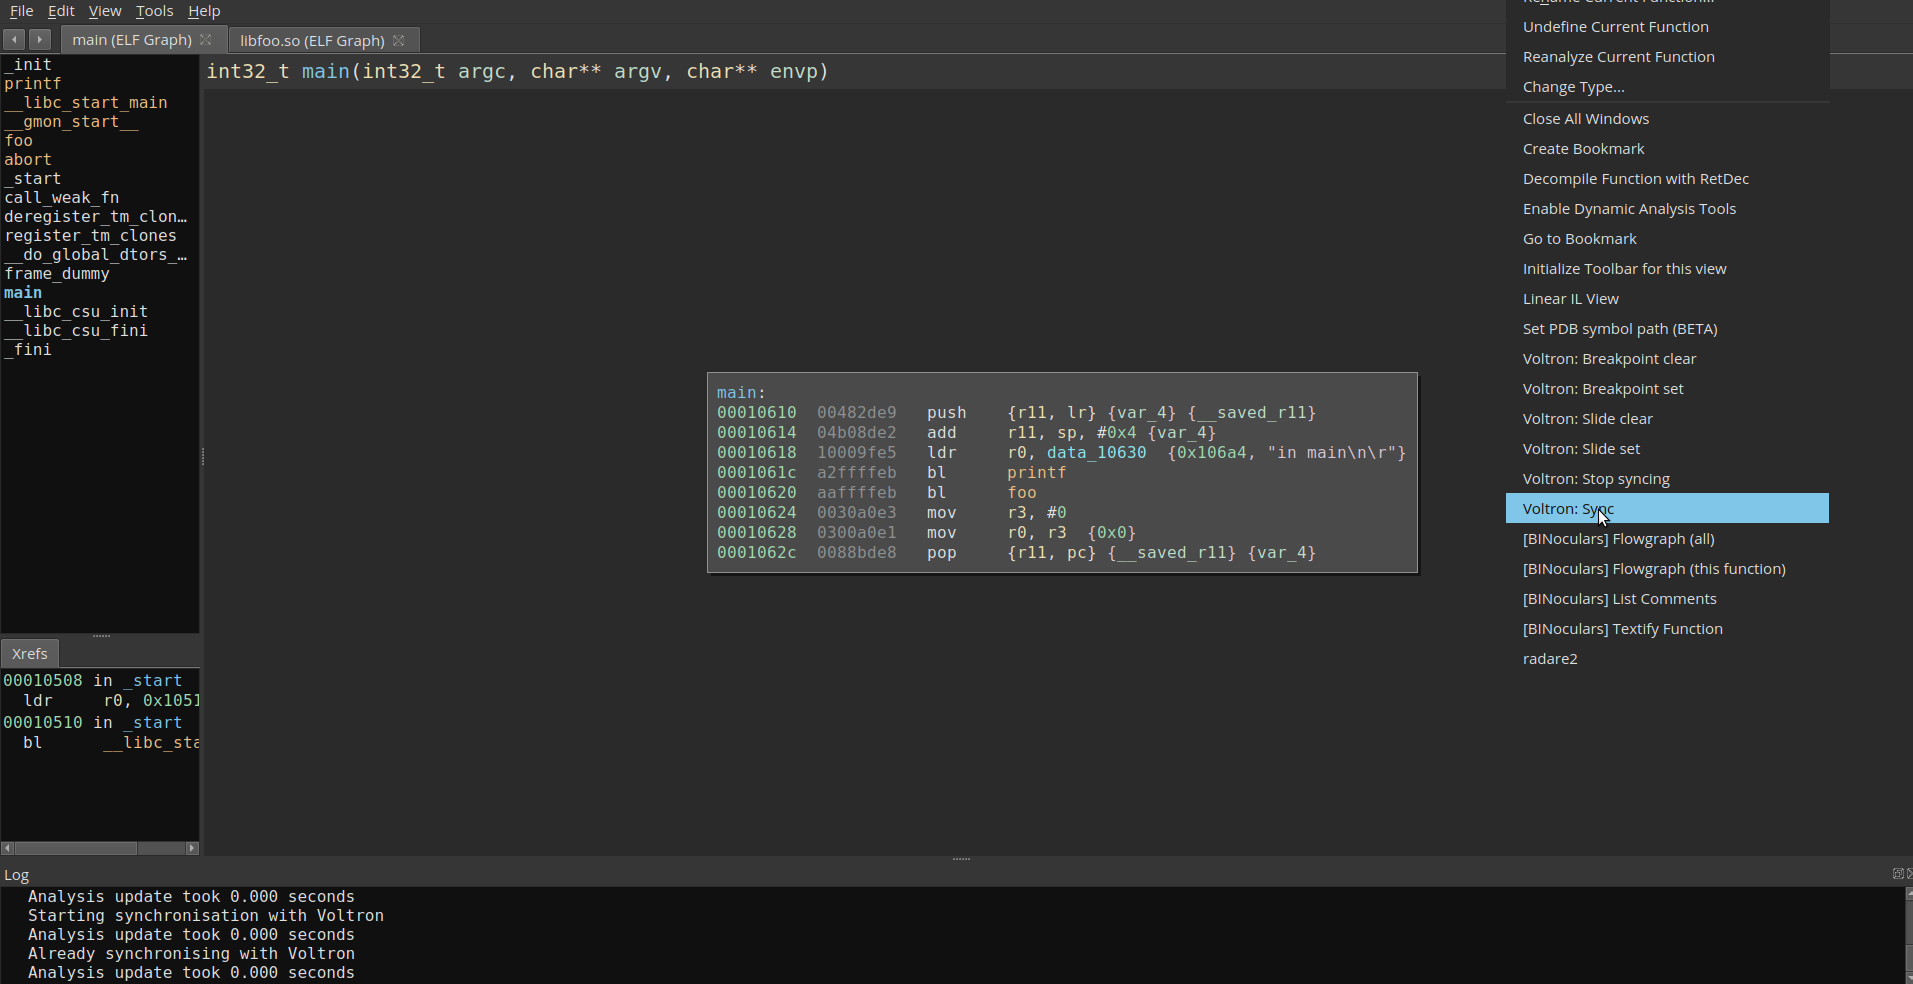 File Edit View Tools Help
main (ELF Graph) libfoo.so (ELF Graph)
_init
printf
__libc_start_main
__gmon_start__
foo
abort
_start
call_weak_fn
deregister_tm_clon…
register_tm_clones
__do_global_dtors_…
frame_dummy
main
__libc_csu_init
__libc_csu_fini
_fini
Xrefs
00010508 in _start
ldr r0, 0x1051
00010510 in _start
bl __libc_sta
int32_t main(int32_t argc, char** argv, char** envp)
main:
00010610 00482de9 push {r11, lr} {var_4} {__saved_r11}
00010614 04b08de2 add r11, sp, #0x4 {var_4}
00010618 10009fe5 ldr r0, data_10630 {0x106a4, "in main\n\r"}
0001061c a2ffffeb bl printf
00010620 aaffffeb bl foo
00010624 0030a0e3 mov r3, #0
00010628 0300a0e1 mov r0, r3 {0x0}
0001062c 0088bde8 pop {r11, pc} {__saved_r11} {var_4}
Rename Current Function...
Undefine Current Function
Reanalyze Current Function
Change Type...
Close All Windows
Create Bookmark
Decompile Function with RetDec
Enable Dynamic Analysis Tools
Go to Bookmark
Initialize Toolbar for this view
Linear IL View
Set PDB symbol path (BETA)
Voltron: Breakpoint clear
Voltron: Breakpoint set
Voltron: Slide clear
Voltron: Slide set
Voltron: Stop syncing
Voltron: Sync
[BINoculars] Flowgraph (all)
[BINoculars] Flowgraph (this function)
[BINoculars] List Comments
[BINoculars] Textify Function
radare2
Log
Analysis update took 0.000 seconds
Starting synchronisation with Voltron
Analysis update took 0.000 seconds
Already synchronising with Voltron
Analysis update took 0.000 seconds